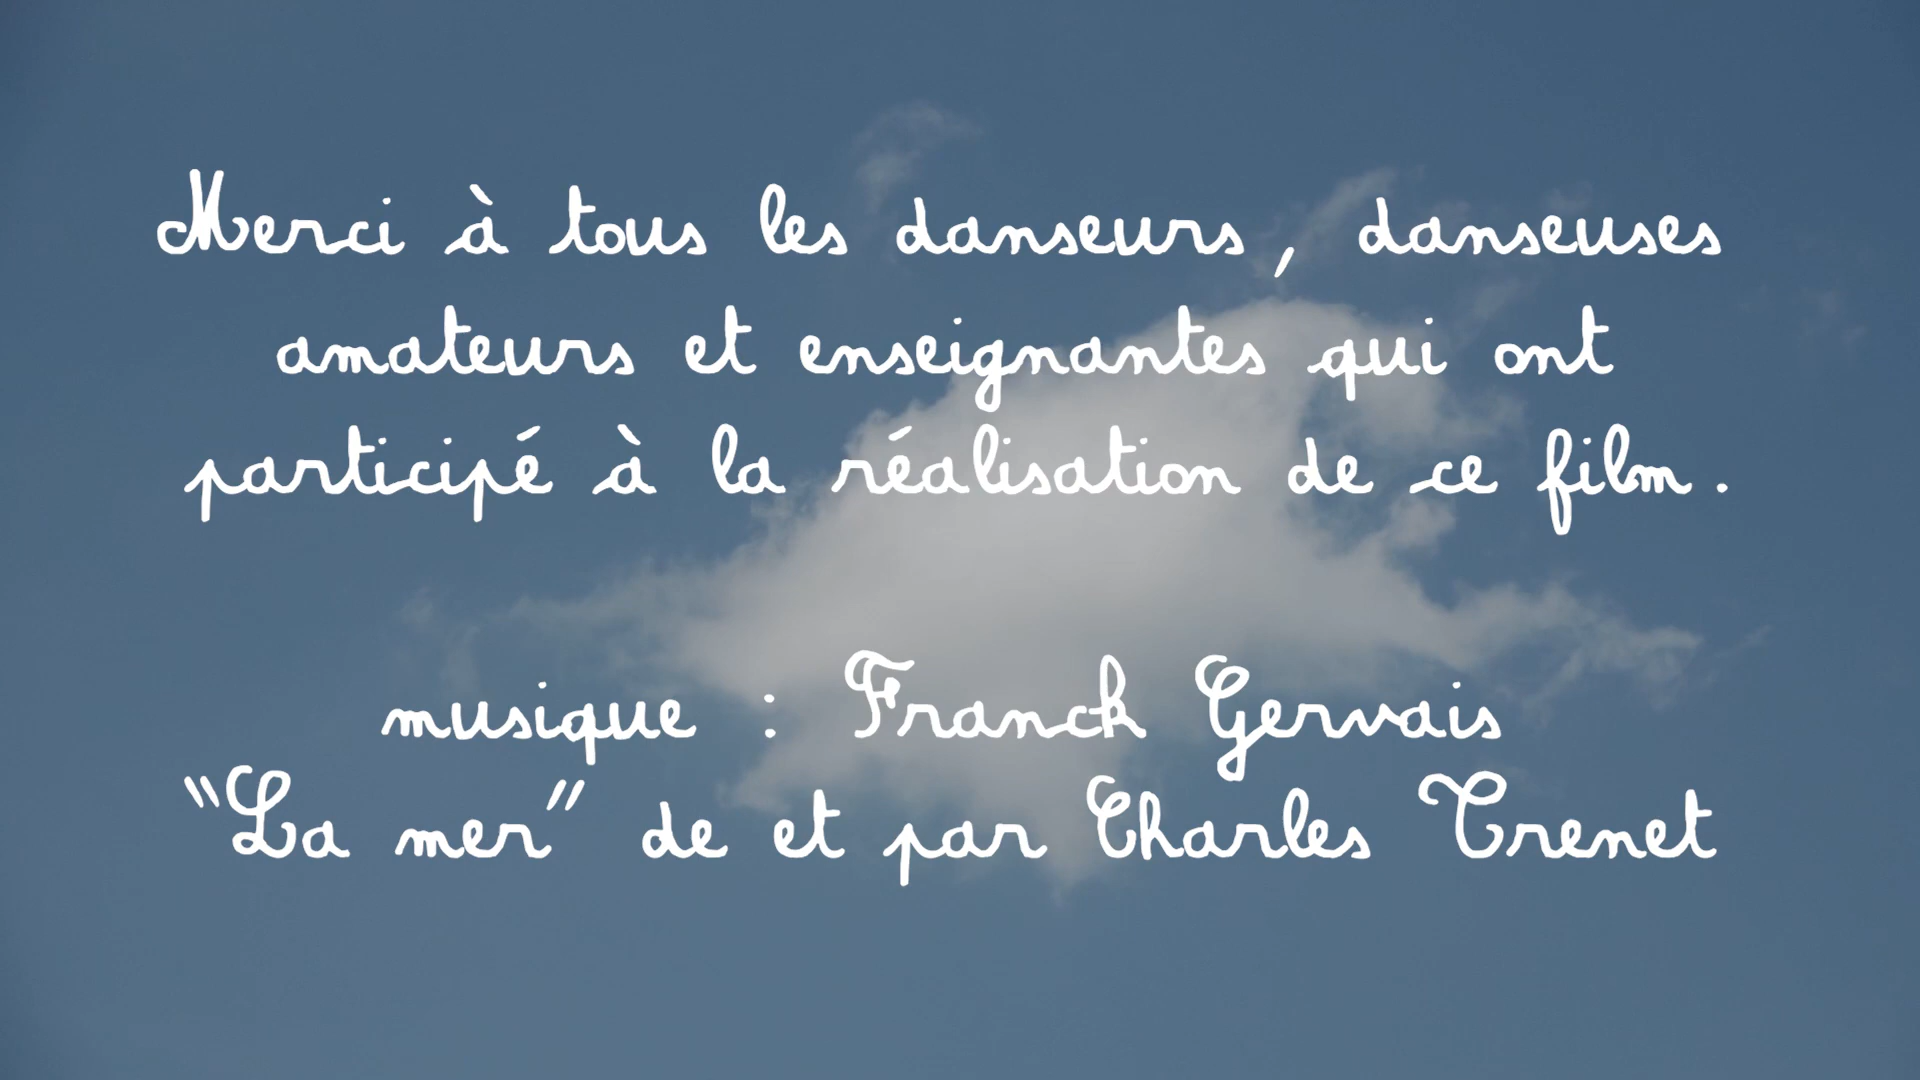 Merci à tous les danseurs, danseuses
amateurs et enseignantes qui ont
participé à la réalisation de ce film.
musique : Franck Gervais
“La mer” de et par Charles Trenet